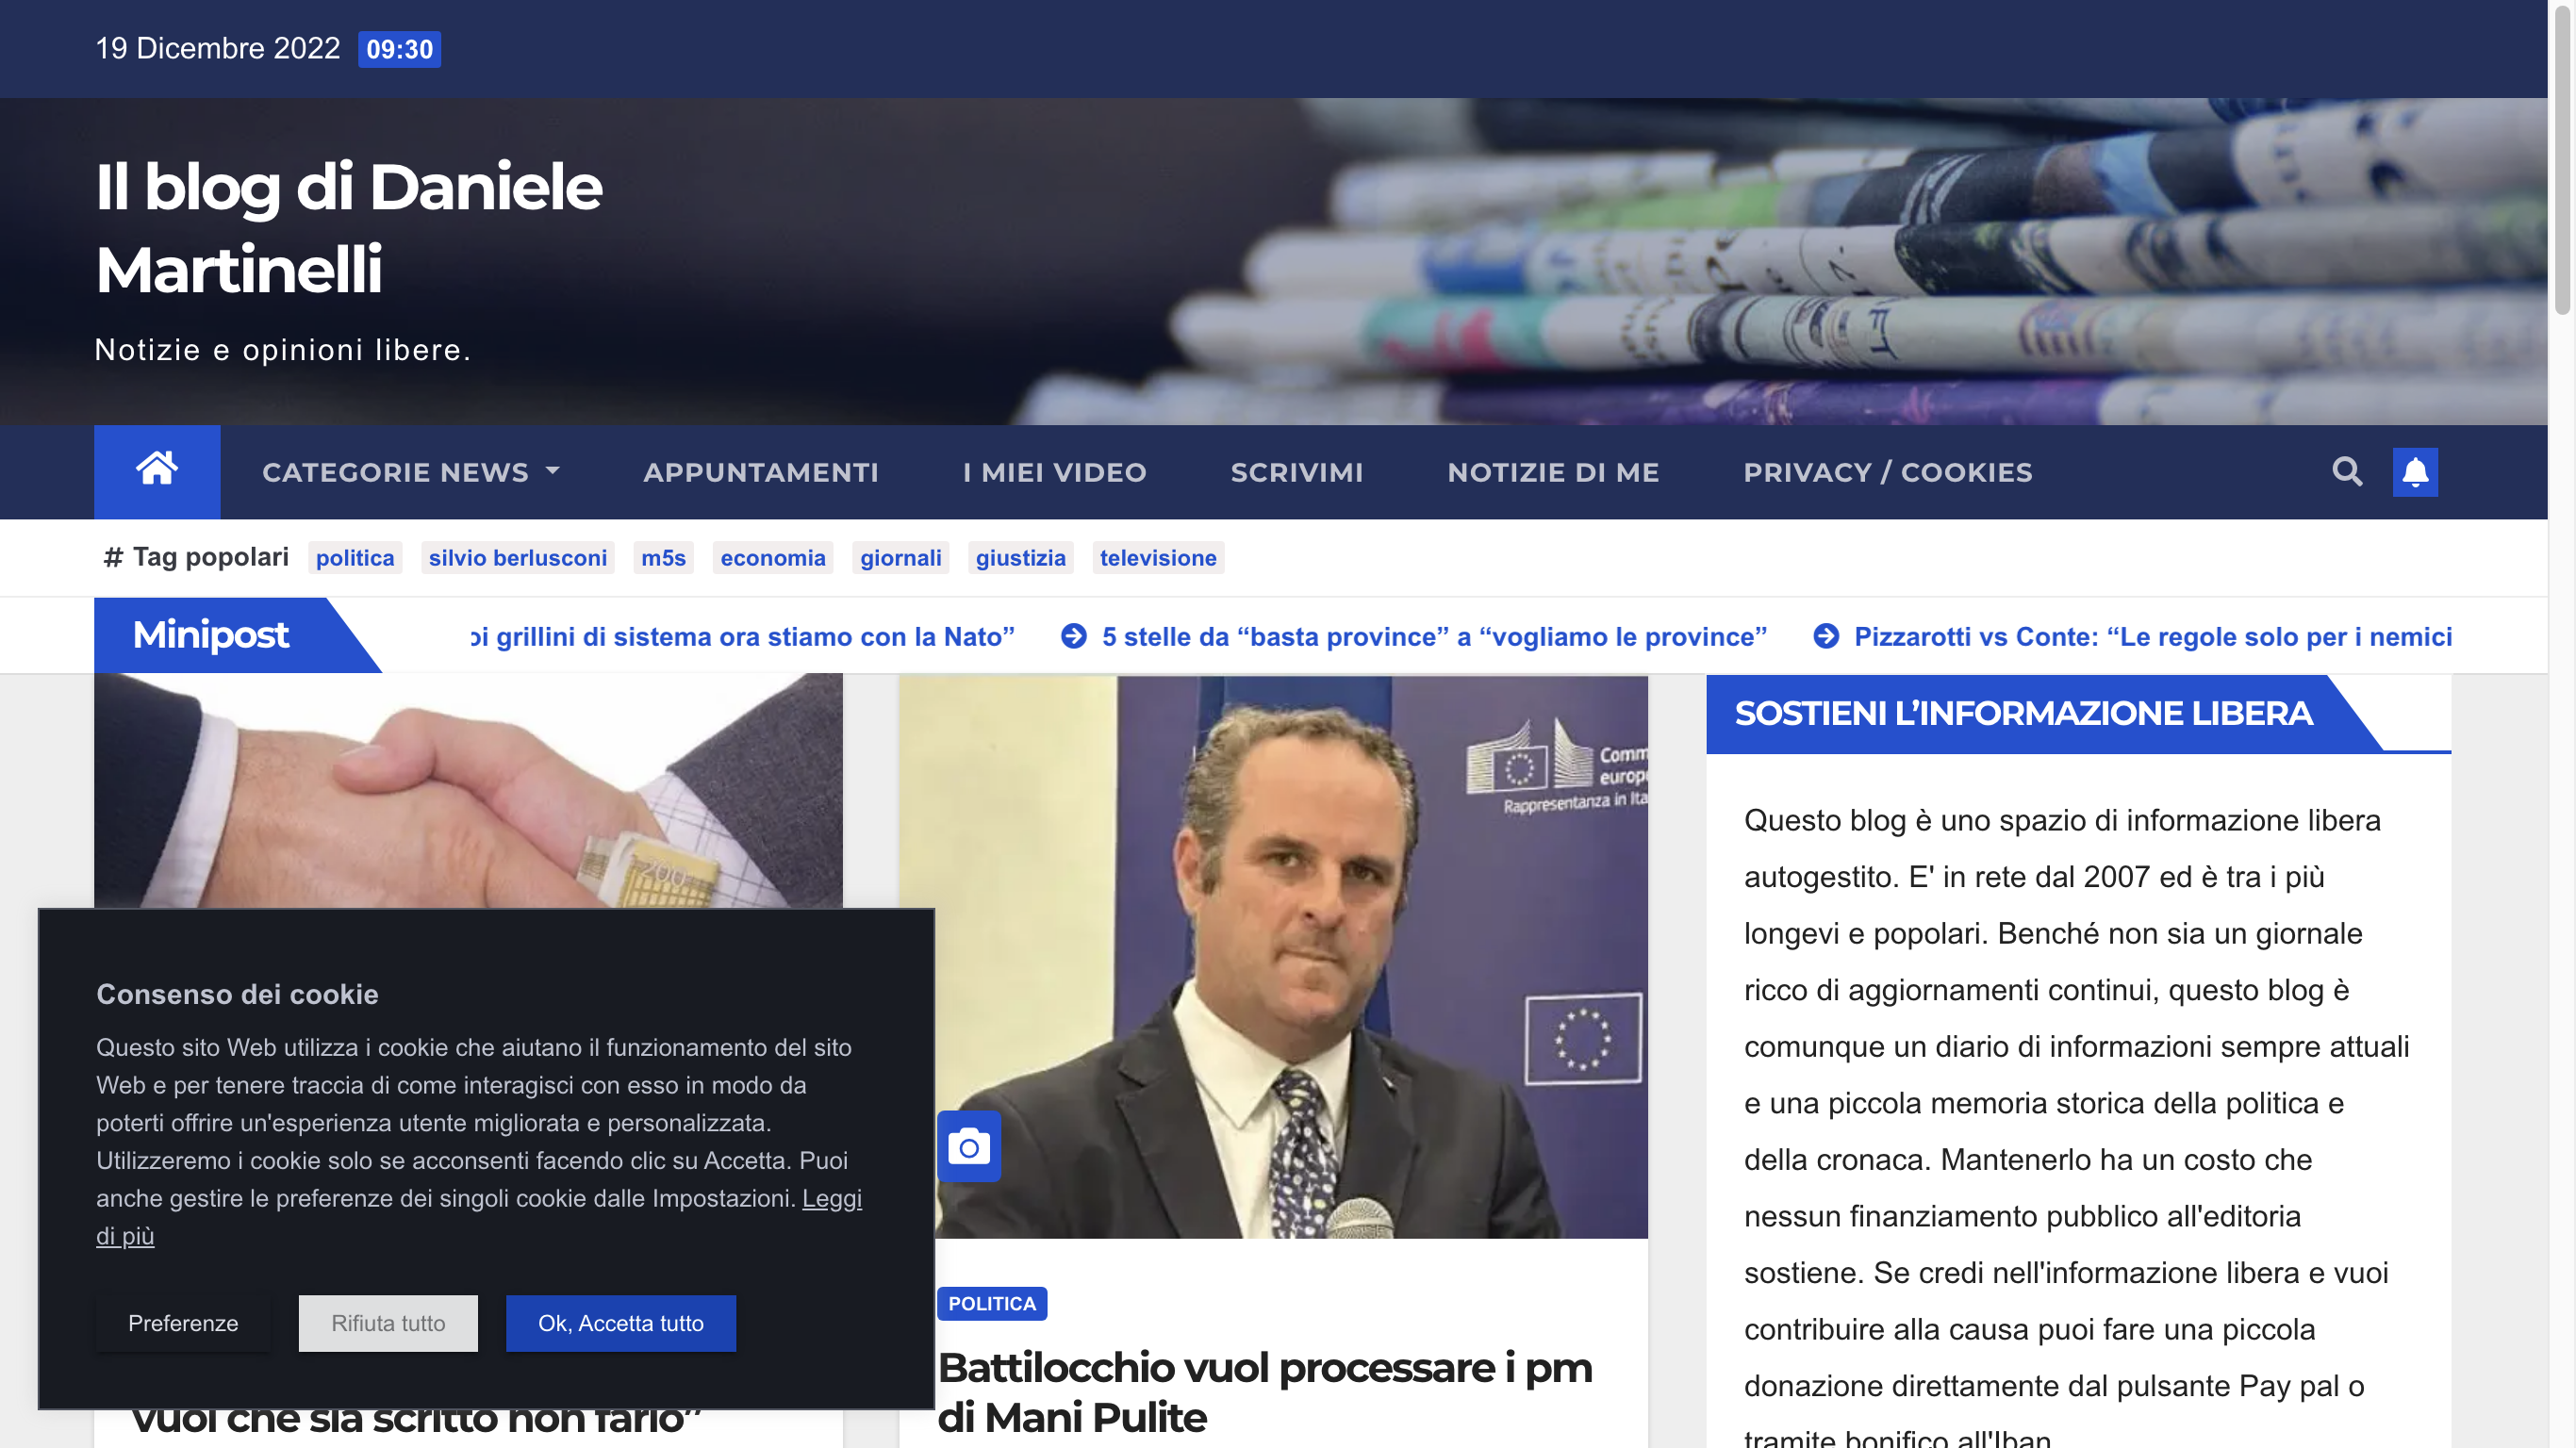 19 Dicembre 2022 09:30
Il blog di Daniele
Martinelli
Notizie e opinioni libere.
CATEGORIE NEWS APPUNTAMENTI I MIEI VIDEO SCRIVIMI NOTIZIE DI ME PRIVACY / COOKIES
# Tag popolari politica silvio berlusconi m5s economia giornali giustizia televisione
Minipost
grillini di sistema ora stiamo con la Nato” 5 stelle da “basta province” a “vogliamo le province” Pizzarotti vs Conte: “Le regole solo per i nemici
200
Comm
europ
Rappresentanza in Ita
Consenso dei cookie
Questo sito Web utilizza i cookie che aiutano il funzionamento del sito
Web e per tenere traccia di come interagisci con esso in modo da
poterti offrire un'esperienza utente migliorata e personalizzata.
Utilizzeremo i cookie solo se acconsenti facendo clic su Accetta. Puoi
anche gestire le preferenze dei singoli cookie dalle Impostazioni. Leggi
di più
Preferenze Rifiuta tutto Ok, Accetta tutto
vuoi che sia scritto non farlo”
POLITICA
Battilocchio vuol processare i pm
di Mani Pulite
SOSTIENI L’INFORMAZIONE LIBERA
Questo blog è uno spazio di informazione libera
autogestito. E' in rete dal 2007 ed è tra i più
longevi e popolari. Benché non sia un giornale
ricco di aggiornamenti continui, questo blog è
comunque un diario di informazioni sempre attuali
e una piccola memoria storica della politica e
della cronaca. Mantenerlo ha un costo che
nessun finanziamento pubblico all'editoria
sostiene. Se credi nell'informazione libera e vuoi
contribuire alla causa puoi fare una piccola
donazione direttamente dal pulsante Pay pal o
tramite bonifico all'Iban